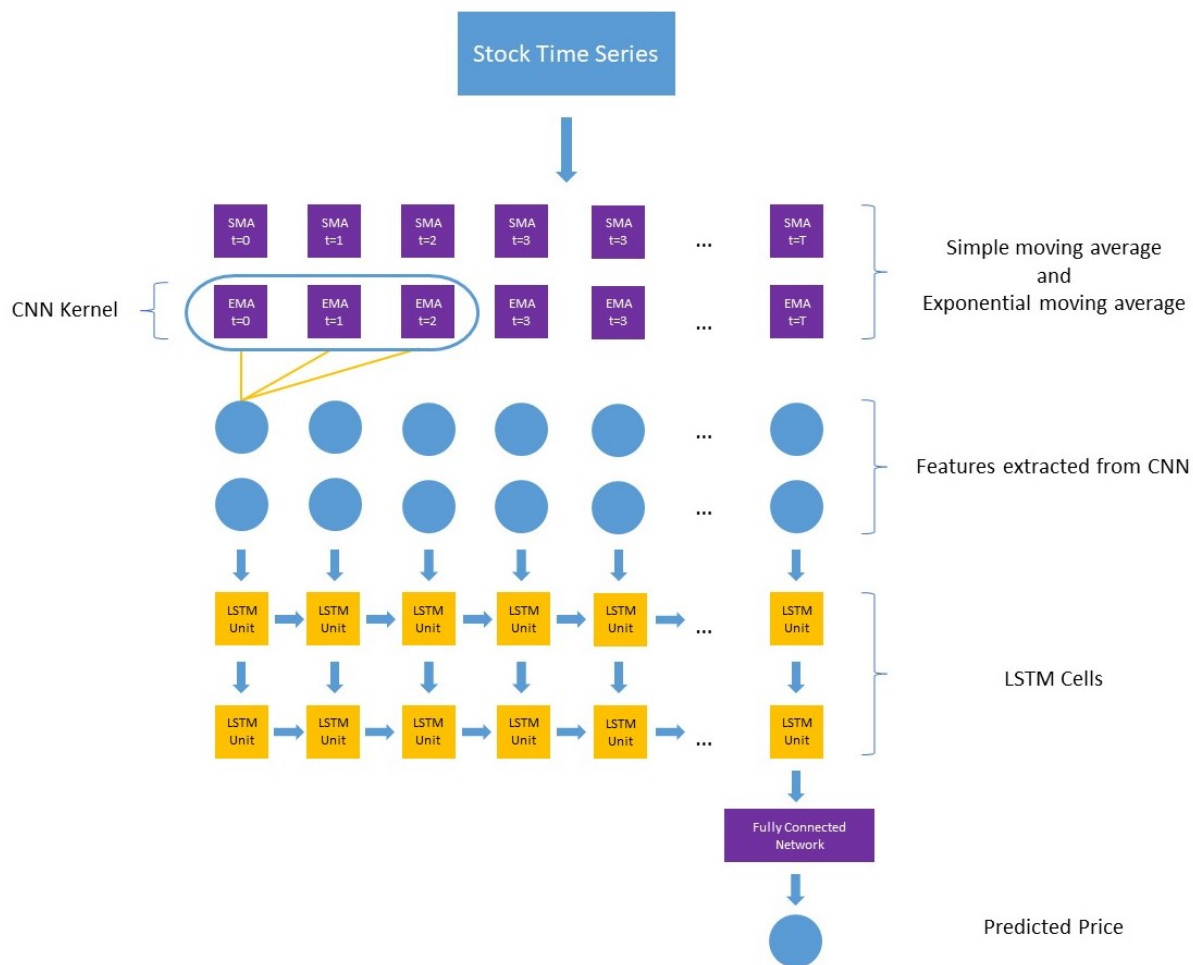 Stock Time Series
SMA
t=0
SMA
t=1
SMA
t=2
SMA
t=3
SMA
t=3
...
SMA
t=T
Simple moving average
and
Exponential moving average
CNN Kernel
EMA
t=0
EMA
t=1
EMA
t=2
EMA
t=3
EMA
t=3
...
EMA
t=T
...
Features extracted from CNN
...
LSTM
Unit
LSTM
Unit
LSTM
Unit
LSTM
Unit
LSTM
Unit
...
LSTM
Unit
LSTM Cells
LSTM
Unit
LSTM
Unit
LSTM
Unit
LSTM
Unit
LSTM
Unit
...
LSTM
Unit
Fully Connected
Network
Predicted Price